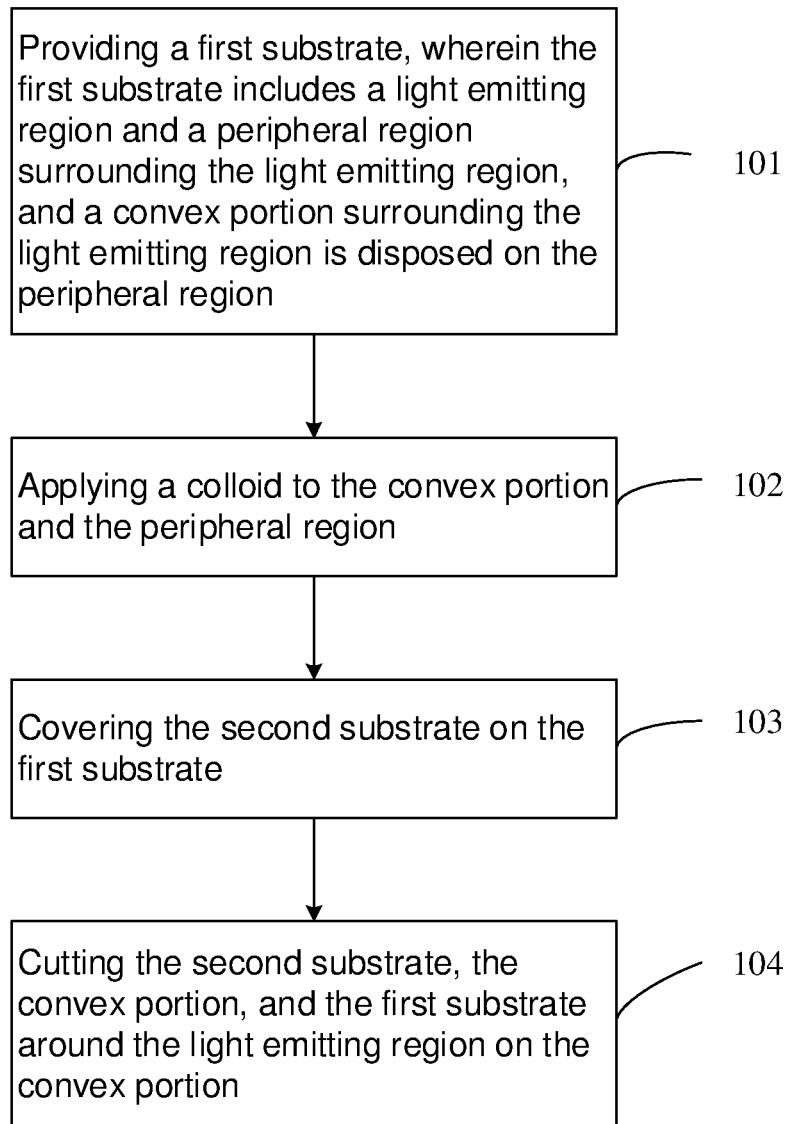 Providing a first substrate, wherein the
first substrate includes a light emitting
region and a peripheral region
surrounding the light emitting region,
and a convex portion surrounding the
light emitting region is disposed on the
peripheral region
101
Applying a colloid to the convex portion
and the peripheral region
102
Covering the second substrate on the
first substrate
103
Cutting the second substrate, the
convex portion, and the first substrate
around the light emitting region on the
convex portion
104